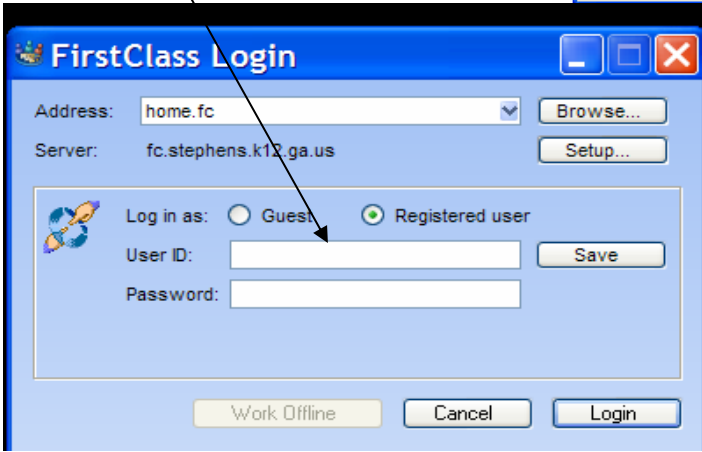 FirstClass Login
Address: home.fc Browse...
Server: fc.stephens.k12.ga.us Setup...
Log in as: Guest Registered user
User ID: Save
Password:
Work Offline Cancel Login